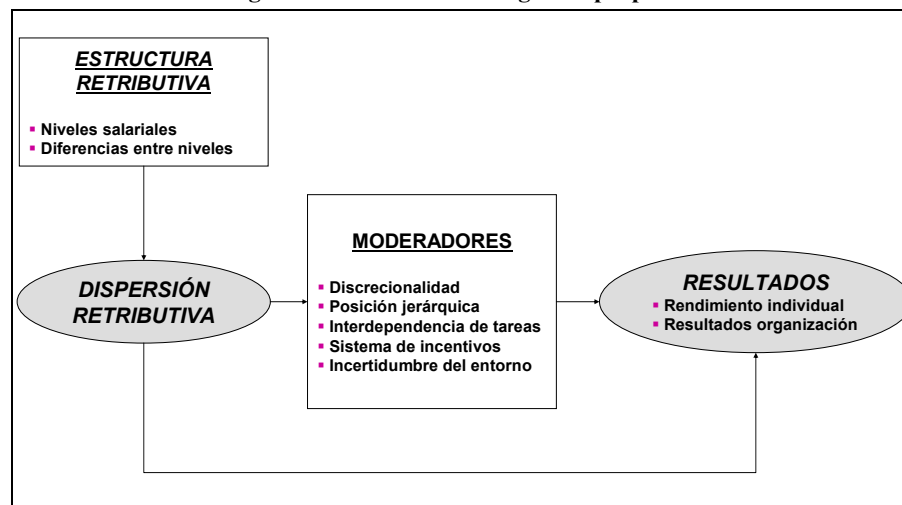 ESTRUCTURA
RETRIBUTIVA
▪ Niveles salariales
▪ Diferencias entre niveles
DISPERSIÓN
RETRIBUTIVA
MODERADORES
▪ Discrecionalidad
▪ Posición jerárquica
▪ Interdependencia de tareas
▪ Sistema de incentivos
▪ Incertidumbre del entorno
RESULTADOS
▪ Rendimiento individual
▪ Resultados organización